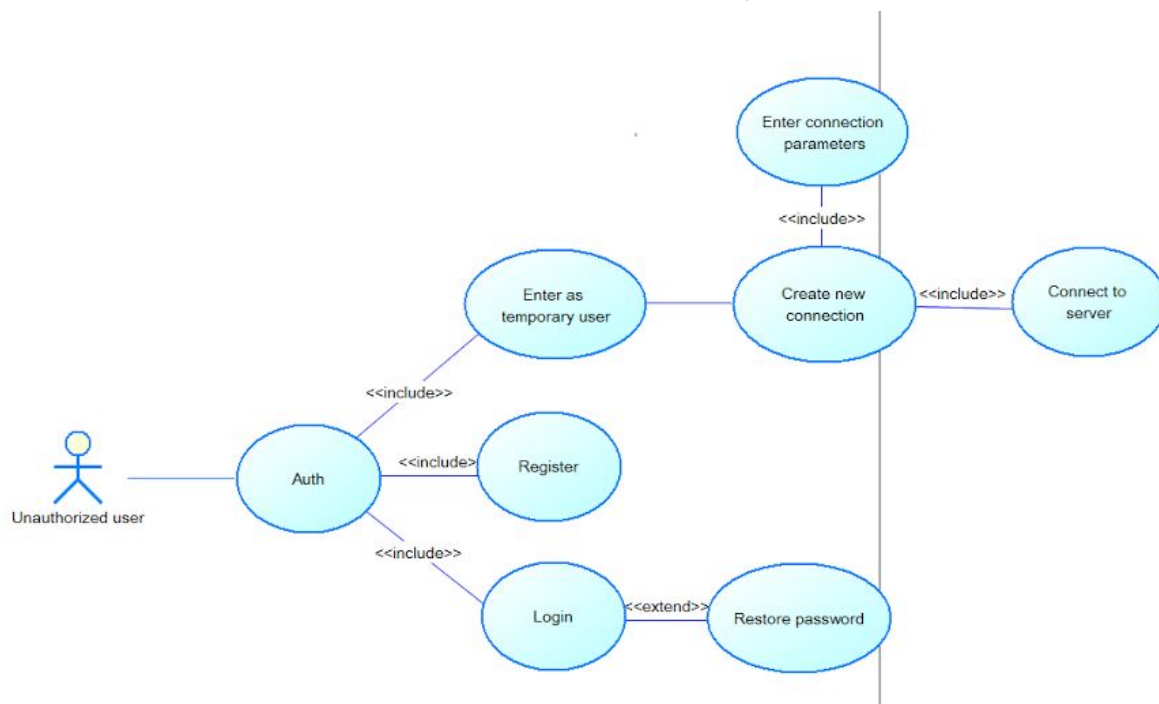 Enter connection
parameters
<<include>>
Enter as
temporary user
Create new
connection
<<include>>
Connect to
server
<<include>>
Auth
<<include>
Register
Unauthorized user
<<include>>
Login
<<extend>>
Restore password